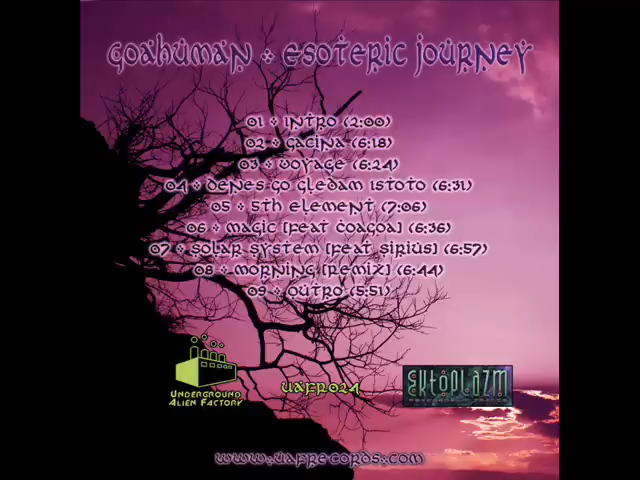 GOAHUMAN ⁘ ESOTERIC JOURNEY
01 ⁘ INTRO (2:00)
02 ⁘ GACINA (6:18)
03 ⁘ VOYAGE (6:24)
04 ⁘ DENES GO GLEDAM ISTOTO (6:31)
05 ⁘ 5TH ELEMENT (7:06)
06 ⁘ MAGIC [FEAT COAGOA] (6:36)
07 ⁘ SOLAR SYSTEM [FEAT SIRIUS] (6:57)
08 ⁘ MORNING [REMIX] (6:44)
09 ⁘ OUTRO (5:51)
UNDERGROUND
ALIEN FACTORY
UAFR024
EKTOPLAZM
WWW.UAFRECORDS.COM